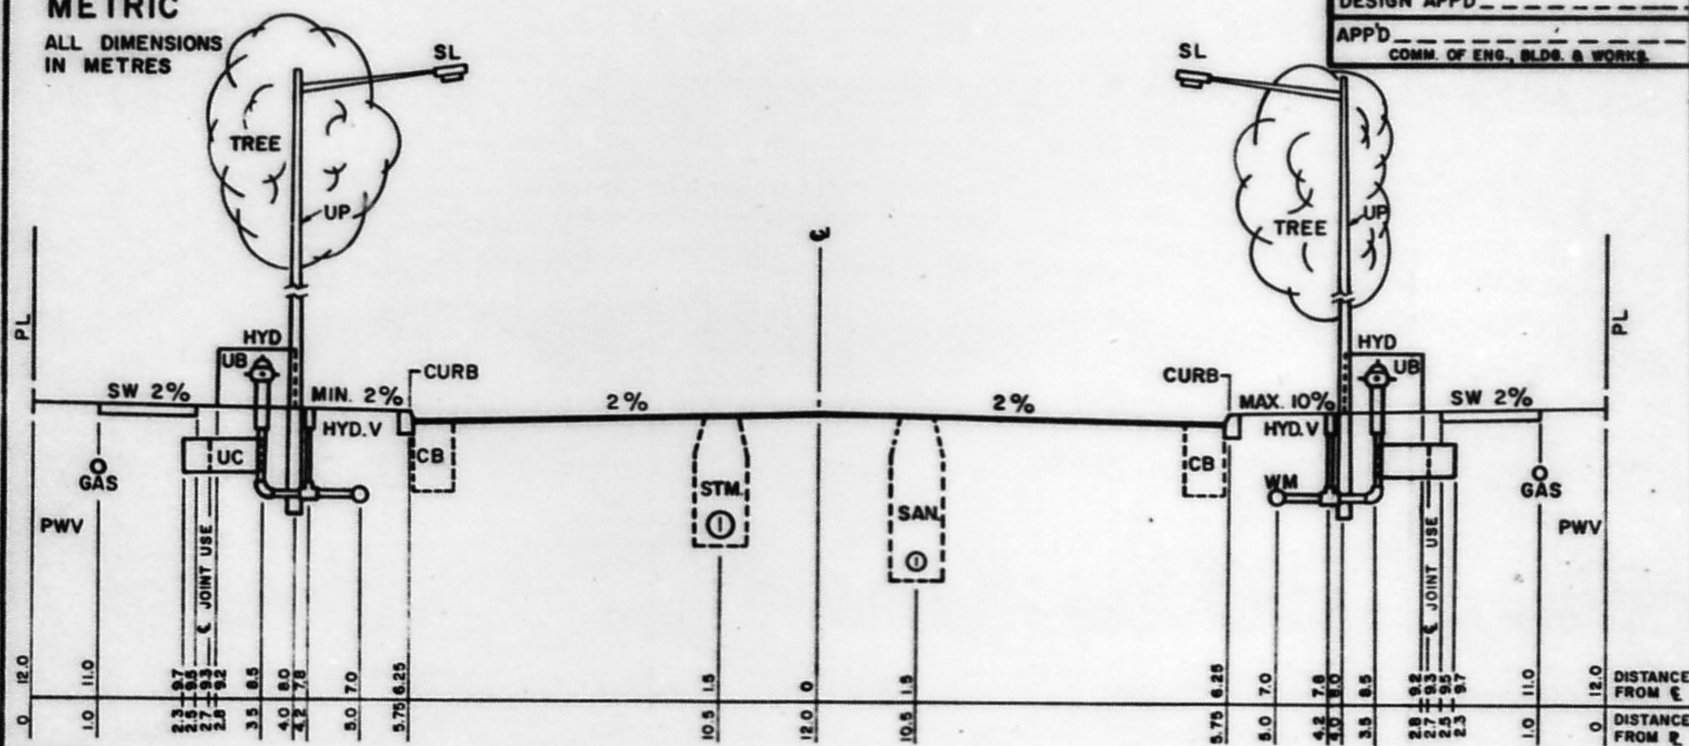 METRIC
ALL DIMENSIONS
IN METRES
DESIGN APP'D
APP'D
COMM. OF ENG., BLDG. & WORKS.
SL
SL
TREE
UP
TREE
UP
℄
PL
PL
HYD
UB
HYD
UB
CURB
CURB
SW 2%
MIN. 2%
2%
2%
MAX. 10%
SW 2%
HYD. V
HYD. V
UC
CB
CB
GAS
GAS
STM.
SAN.
WM
PWV
PWV
℄ JOINT USE
℄ JOINT USE
12.0 11.0 9.7 9.5 9.3 9.2 8.5 8.0 7.8 7.0 6.25 1.5 0 1.5 6.25 7.0 7.8 8.0 8.5 9.2 9.3 9.5 9.7 11.0 12.0 DISTANCE FROM ℄
0 1.0 2.3 2.5 2.7 2.8 3.5 4.0 4.2 5.0 5.75 10.5 12.0 10.5 5.75 5.0 4.2 4.0 3.5 2.8 2.7 2.5 2.3 1.0 0 DISTANCE FROM PL